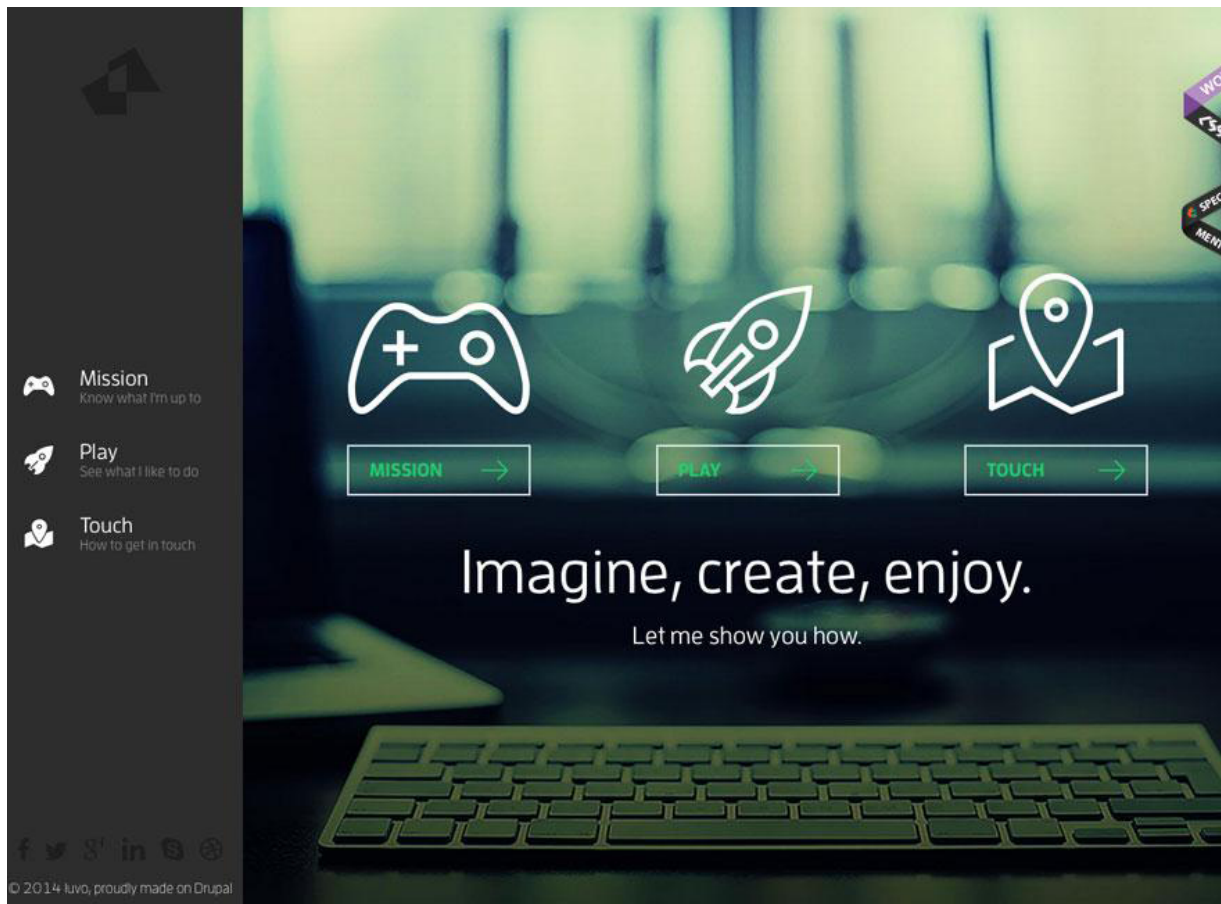 Mission
Know what I'm up to
Play
See what I like to do
Touch
How to get in touch
© 2014 luvo, proudly made on Drupal
MISSION
PLAY
TOUCH
Imagine, create, enjoy.
Let me show you how.